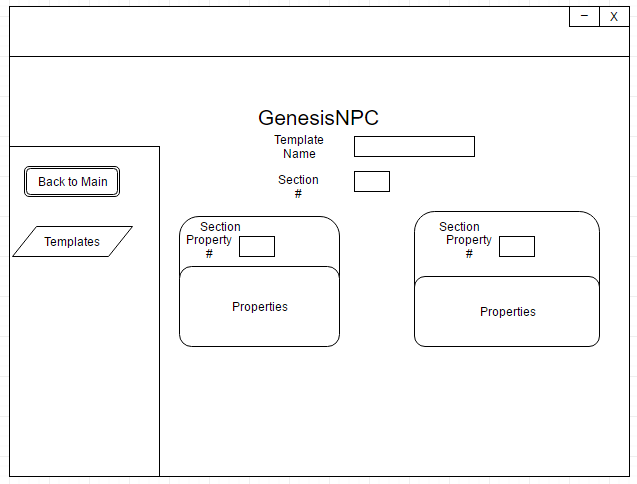 − X
GenesisNPC
Template
Name
Section
#
Back to Main
Templates
Section
Property
#
Properties
Section
Property
#
Properties